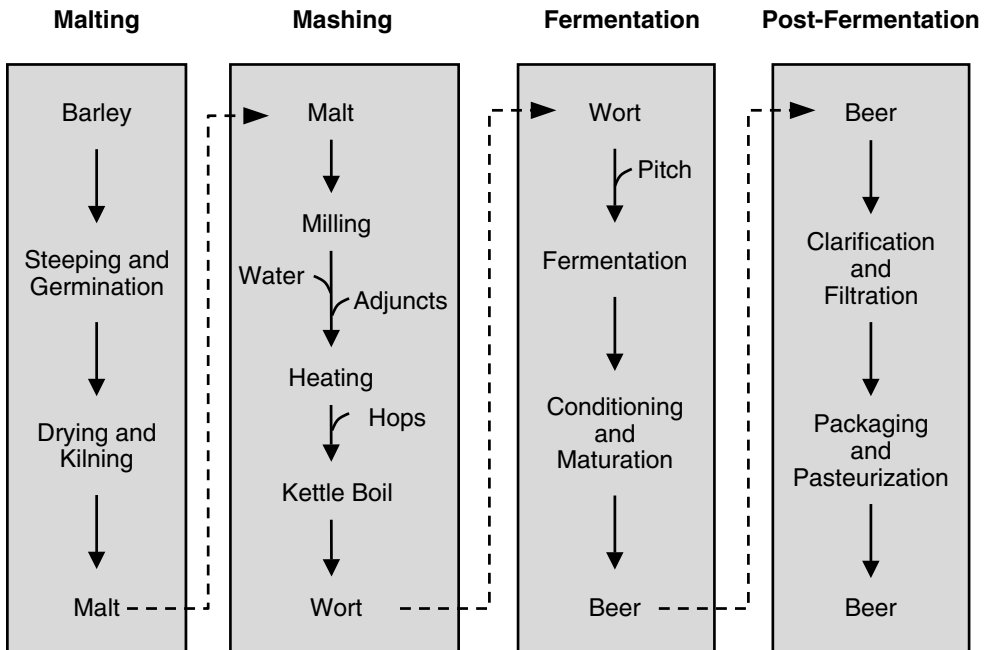 Malting
Barley
Steeping and
Germination
Drying and
Kilning
Malt
Mashing
Malt
Milling
Water
Adjuncts
Heating
Hops
Kettle Boil
Wort
Fermentation
Wort
Pitch
Fermentation
Conditioning
and
Maturation
Beer
Post-Fermentation
Beer
Clarification
and
Filtration
Packaging
and
Pasteurization
Beer